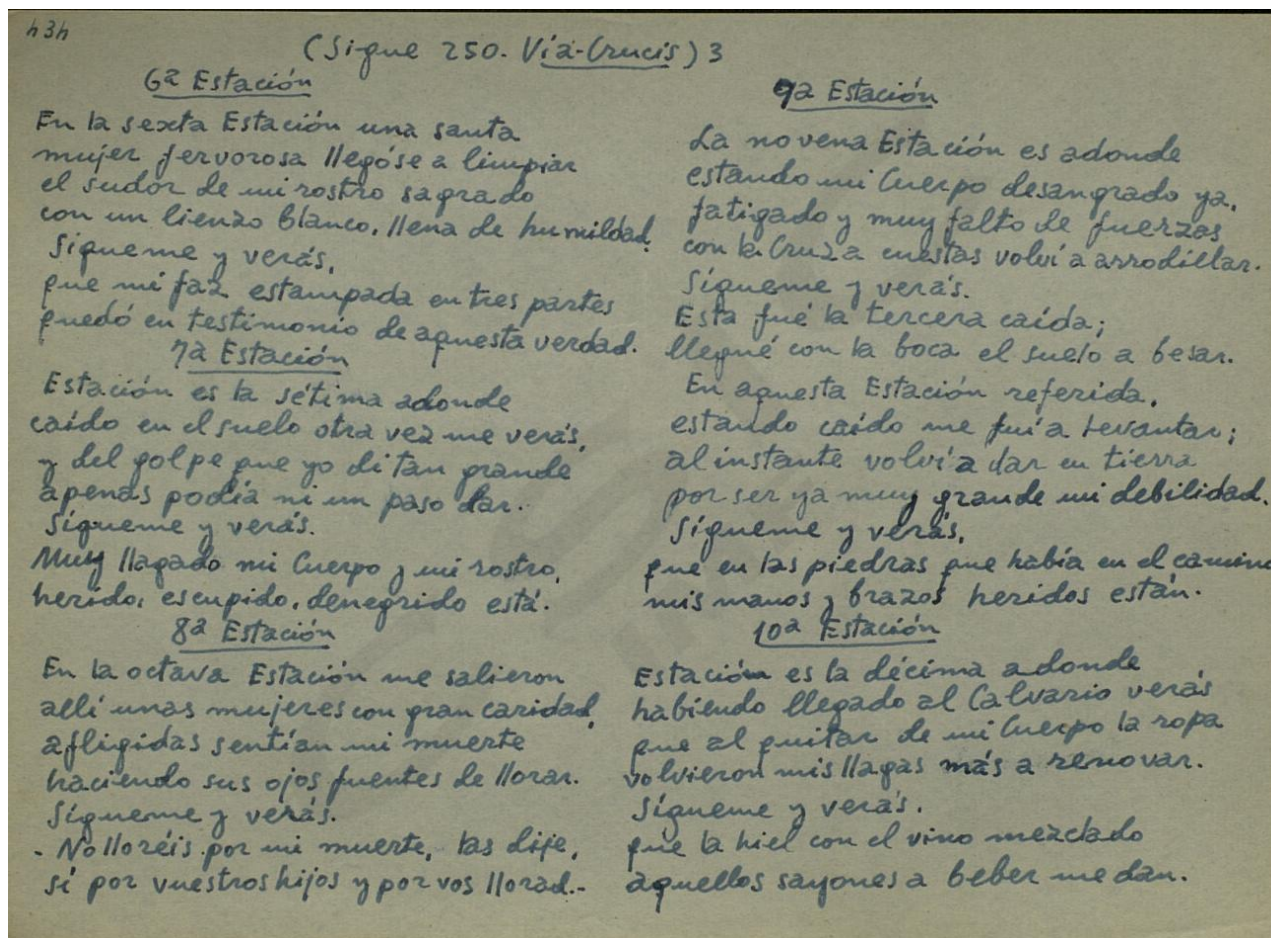 434
(Sigue 250. Vía-Crucis) 3
6ª Estación
En la sexta Estación una santa
mujer fervorosa llegóse a limpiar
el sudor de mi rostro sagrado
con un lienzo blanco, llena de humildad.
Sígueme y verás,
que mi faz estampada en tres partes
quedó en testimonio de aquesta verdad.
7ª Estación
Estación es la sétima adonde
caído en el suelo otra vez me verás,
y del golpe que yo di tan grande
apenas podía ni un paso dar.
Sígueme y verás.
Muy llagado mi Cuerpo y mi rostro,
herido, escupido, denegrido está.
8ª Estación
En la octava Estación me salieron
allí unas mujeres con gran caridad,
afligidas sentían mi muerte
haciendo sus ojos fuentes de llorar.
Sígueme y verás.
- No lloréis por mi muerte, las dije,
sí por vuestros hijos y por vos llorad.-
9ª Estación
La novena Estación es adonde
estando mi Cuerpo desangrado ya,
fatigado y muy falto de fuerzas
con la Cruz a cuestas volví a arrodillar.
Sígueme y verás.
Esta fué la tercera caída;
llegué con la boca el suelo a besar.
En aquesta Estación referida,
estando caído me fuí a levantar;
al instante volví a dar en tierra
por ser ya muy grande mi debilidad.
Sígueme y verás,
que en las piedras que había en el camino
mis manos y brazos heridos están.
10ª Estación
Estación es la décima adonde
habiendo llegado al Calvario verás
que al quitar de mi Cuerpo la ropa
volvieron mis llagas más a renovar.
Sígueme y verás.
que la hiel con el vino mezclado
aquellos sayones a beber me dan.